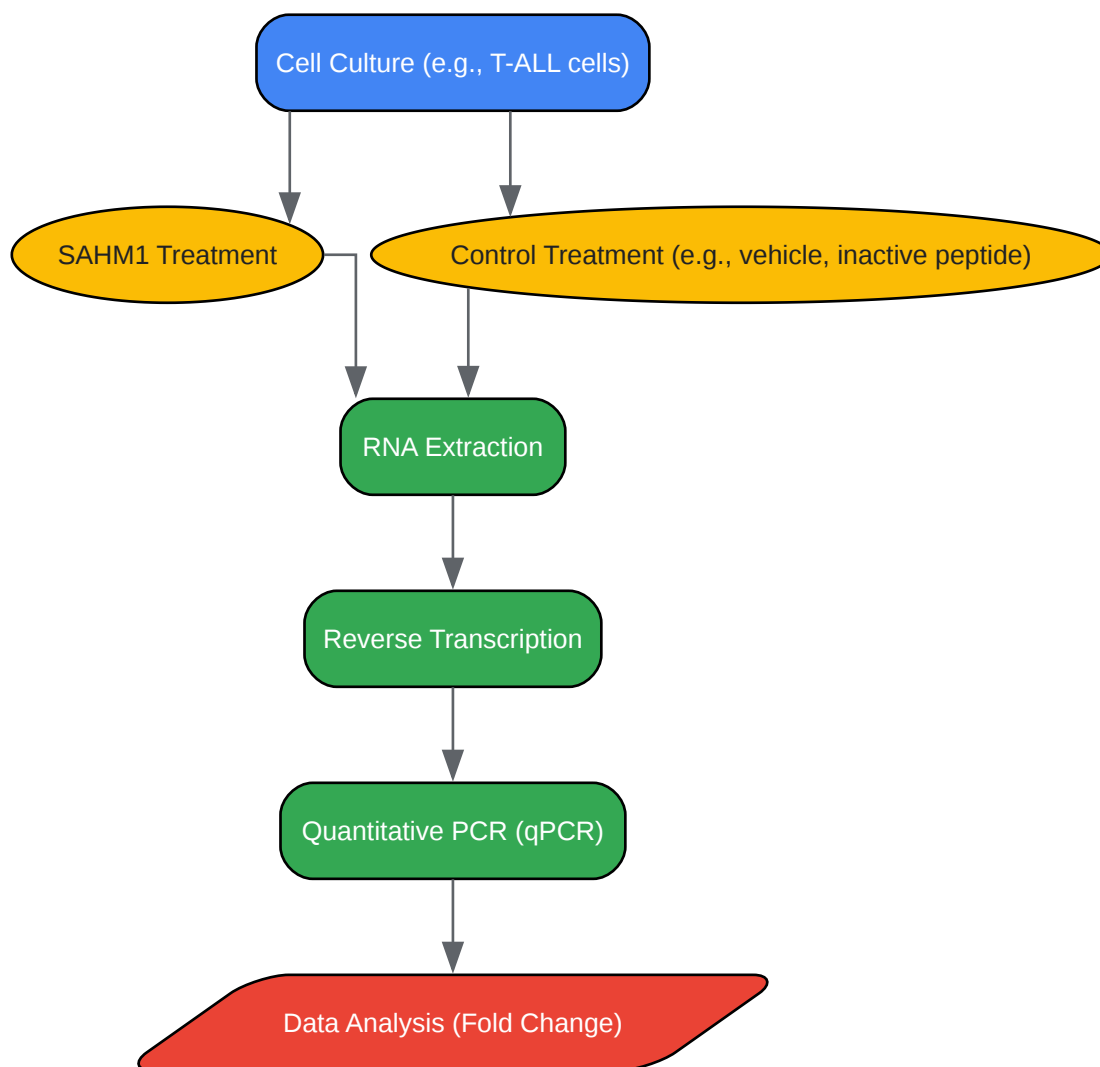 Cell Culture (e.g., T-ALL cells)
SAHM1 Treatment
Control Treatment (e.g., vehicle, inactive peptide)
RNA Extraction
Reverse Transcription
Quantitative PCR (qPCR)
Data Analysis (Fold Change)